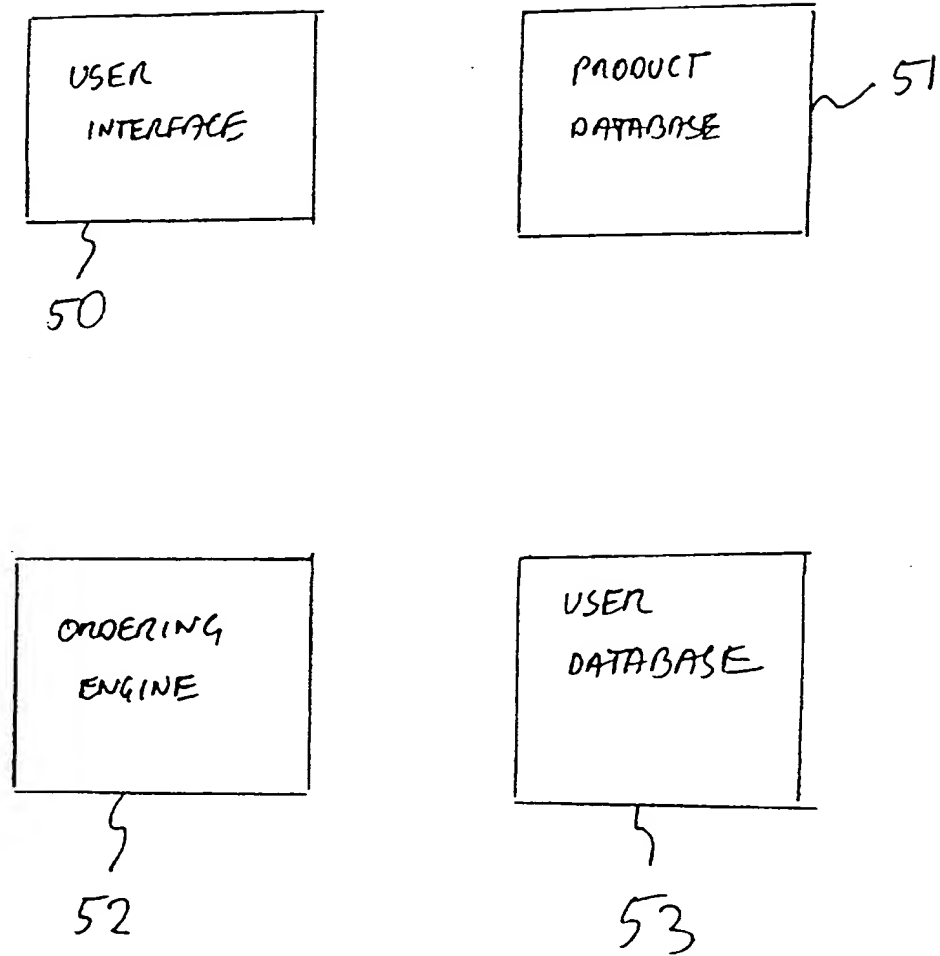 USER
INTERFACE
50
PRODUCT
DATABASE
51
ORDERING
ENGINE
52
USER
DATABASE
53